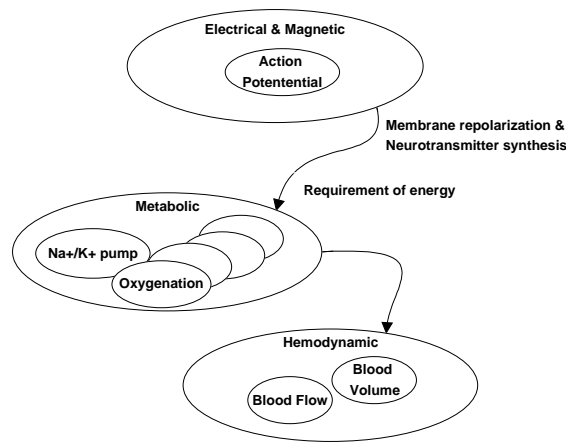 Electrical & Magnetic
Action
Potentential
Membrane repolarization &
Neurotransmitter synthesis
Requirement of energy
Metabolic
Na+/K+ pump
Oxygenation
Hemodynamic
Blood
Volume
Blood Flow